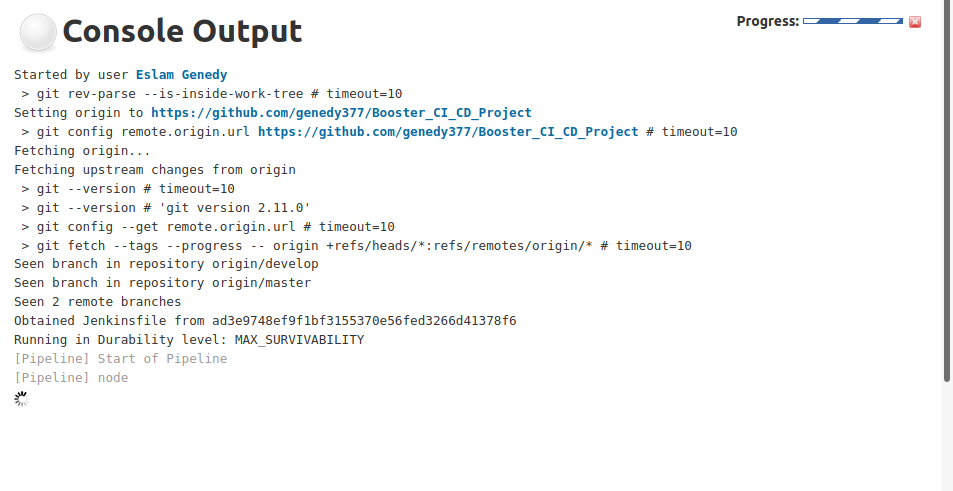 Console Output
Progress:
Started by user Eslam Genedy
 > git rev-parse --is-inside-work-tree # timeout=10
Setting origin to https://github.com/genedy377/Booster_CI_CD_Project
 > git config remote.origin.url https://github.com/genedy377/Booster_CI_CD_Project # timeout=10
Fetching origin...
Fetching upstream changes from origin
 > git --version # timeout=10
 > git --version # 'git version 2.11.0'
 > git config --get remote.origin.url # timeout=10
 > git fetch --tags --progress -- origin +refs/heads/*:refs/remotes/origin/* # timeout=10
Seen branch in repository origin/develop
Seen branch in repository origin/master
Seen 2 remote branches
Obtained Jenkinsfile from ad3e9748ef9f1bf3155370e56fed3266d41378f6
Running in Durability level: MAX_SURVIVABILITY
[Pipeline] Start of Pipeline
[Pipeline] node